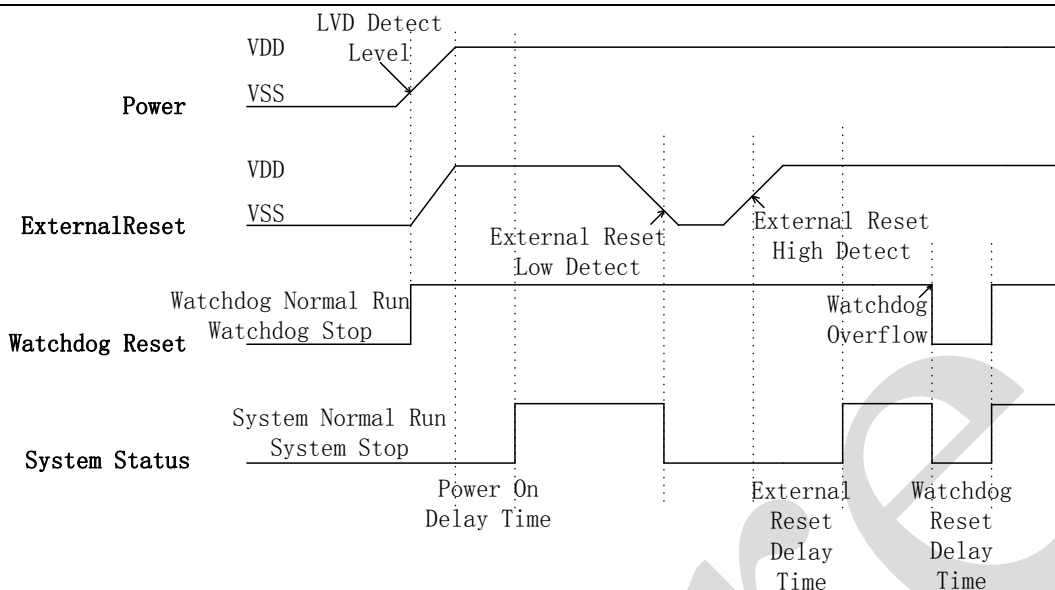 LVD Detect
Level
VDD
VSS
Power
VDD
VSS
ExternalReset
External Reset
Low Detect
External Reset
High Detect
Watchdog Normal Run
Watchdog Stop
Watchdog Reset
Watchdog
Overflow
System Normal Run
System Stop
System Status
Power On
Delay Time
External
Reset
Delay
Time
Watchdog
Reset
Delay
Time